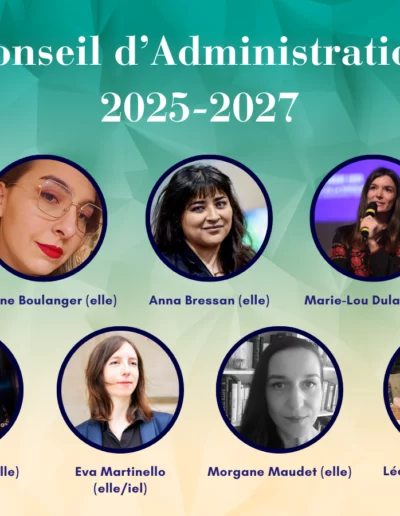 onseil d’Administratio
2025-2027
ne Boulanger (elle)
Anna Bressan (elle)
Marie-Lou Dula
lle)
Eva Martinello
(elle/iel)
Morgane Maudet (elle)
Léo